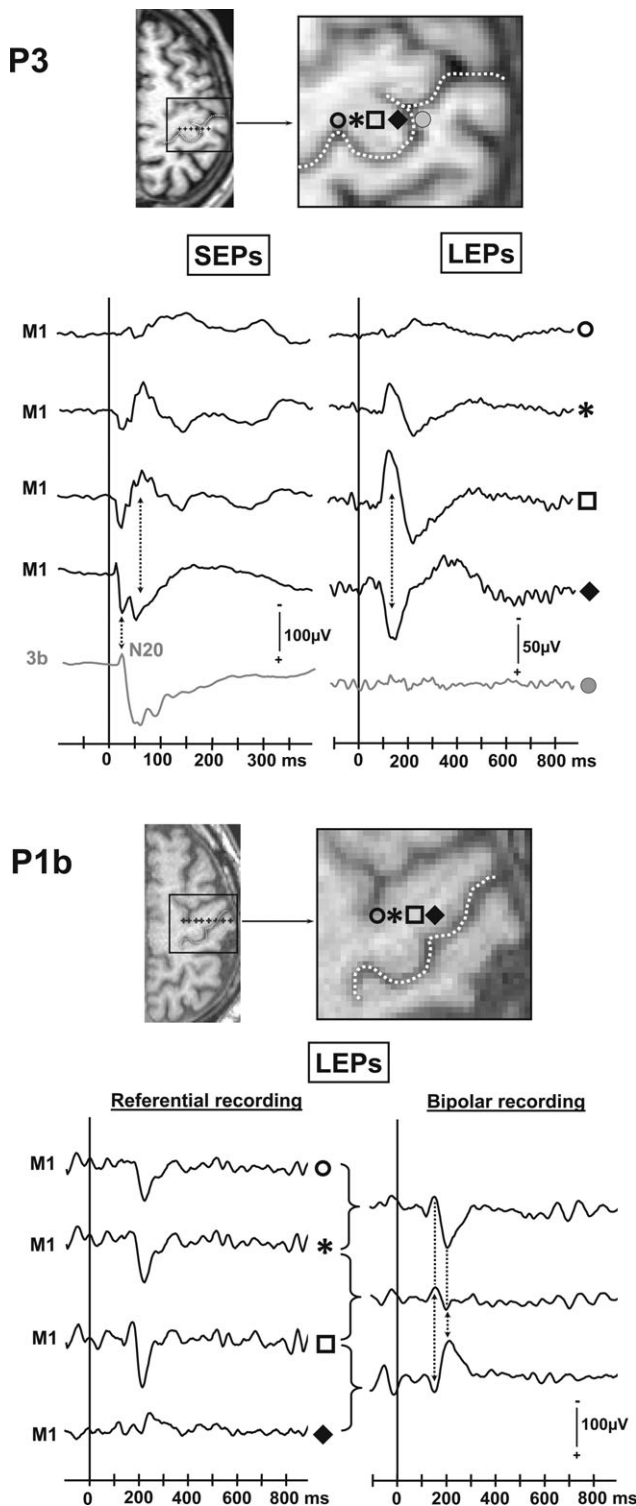 P3
SEPs LEPs
M1
M1
M1
M1
3b N20
-
100µV
+
-
50µV
+
0 100 200 300 ms
0 200 400 600 800 ms
P1b
LEPs
Referential recording Bipolar recording
M1
M1
M1
M1
-
100µV
+
0 200 400 600 800 ms
0 200 400 600 800 ms